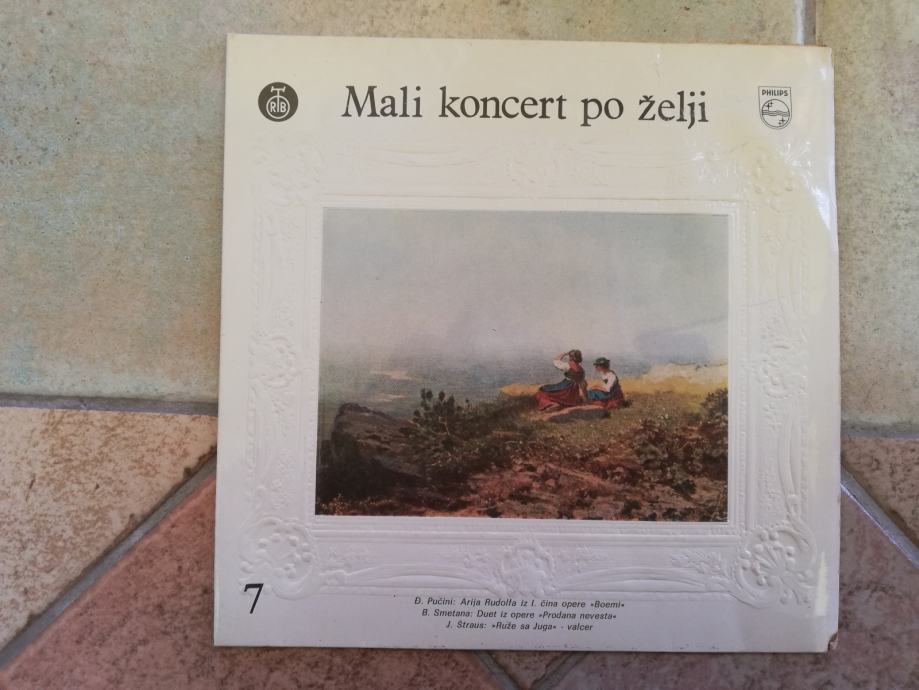 RTB
Mali koncert po želji
PHILIPS
7
Đ. Pučini: Arija Rudolfa iz I. čina opere »Boemi«
B. Smetana: Duet iz opere »Prodana nevesta«
J. Štraus: »Ruže sa Juga« - valcer